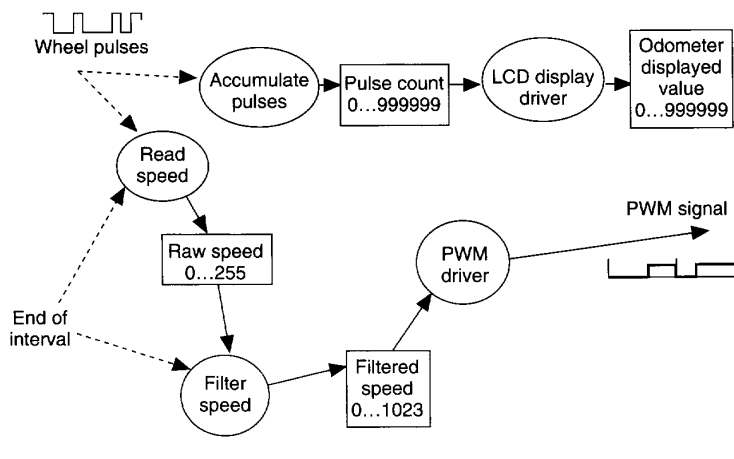 Wheel pulses
Accumulate
pulses
Pulse count
0...999999
LCD display
driver
Odometer
displayed
value
0...999999
Read
speed
Raw speed
0...255
PWM
driver
PWM signal
End of
interval
Filter
speed
Filtered
speed
0...1023